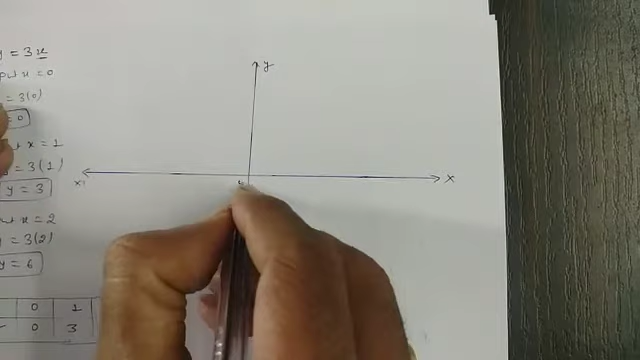 y = 3x
put x = 0
= 3(0)
= 0
x = 1
= 3(1)
y = 3
x = 2
= 3(2)
y = 6
0 1
0 3
y
x' x